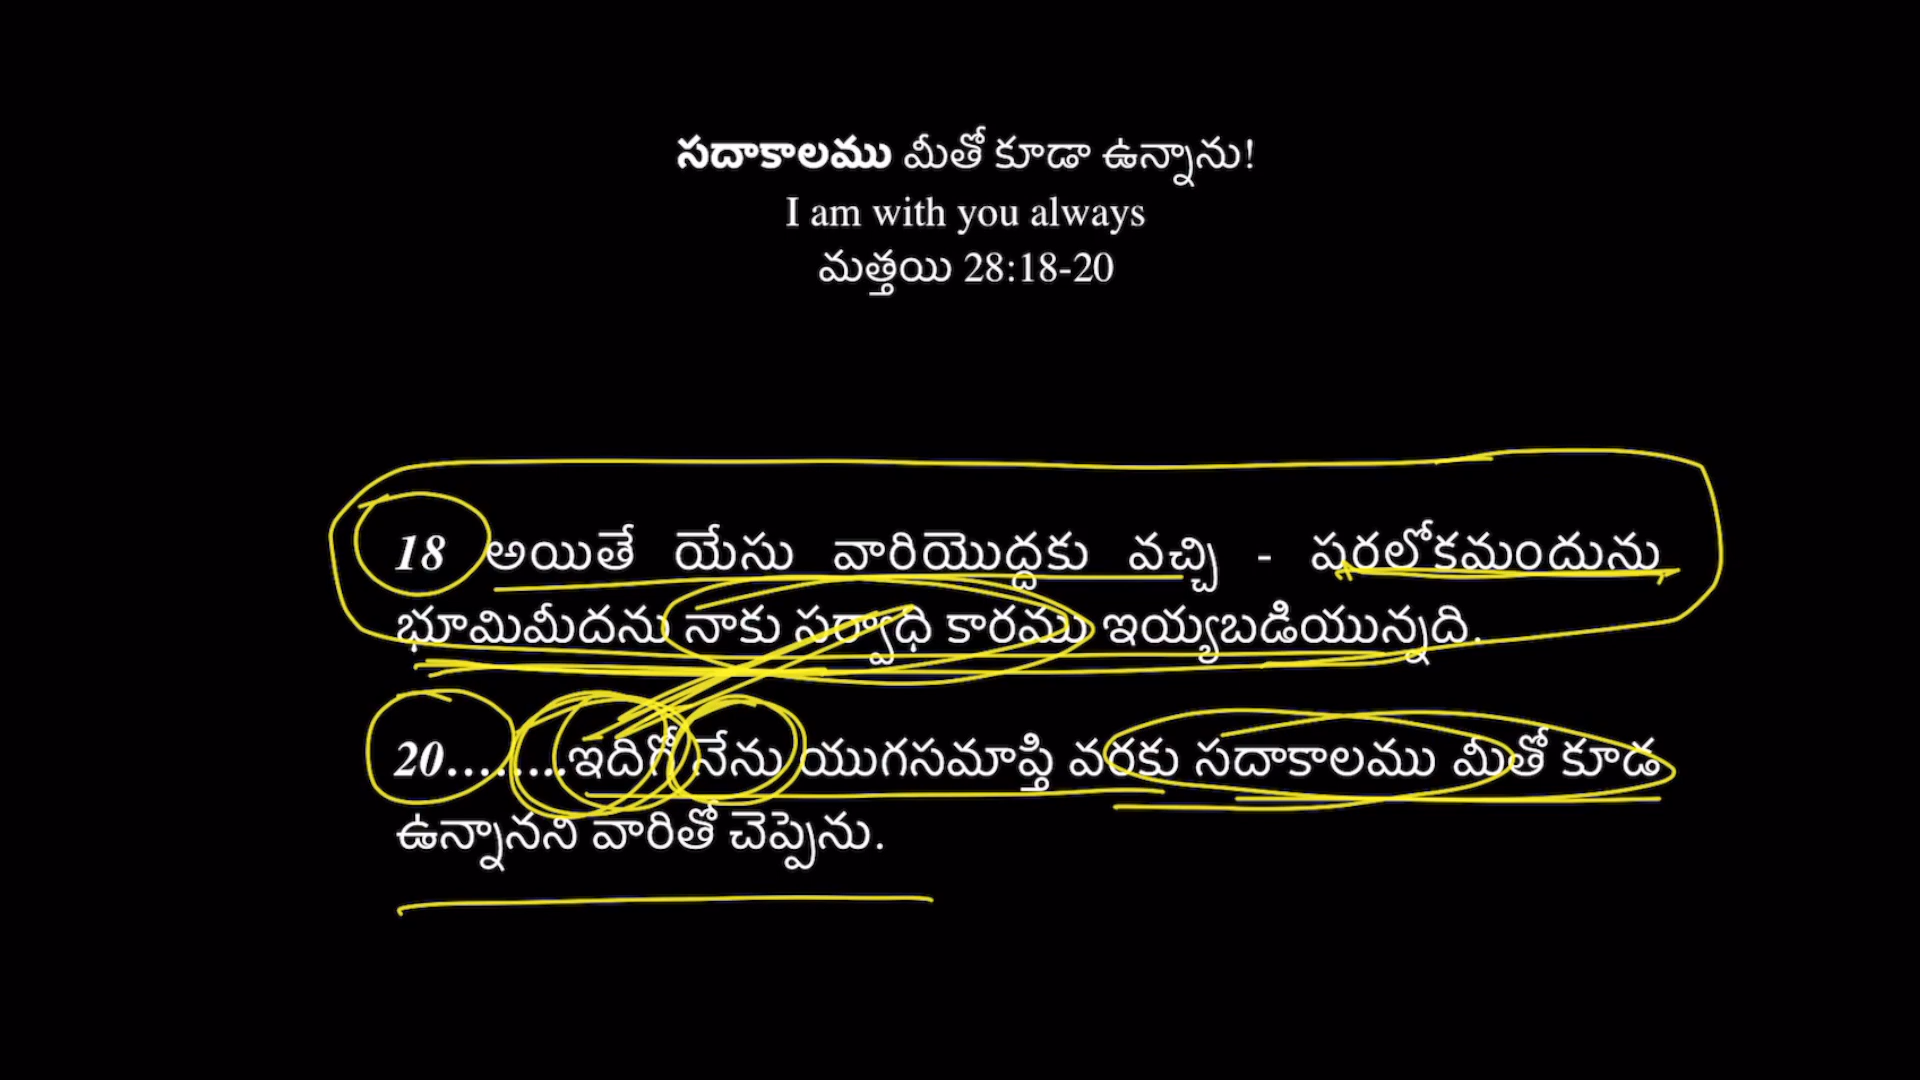 సదాకాలము మీతో కూడా ఉన్నాను!
I am with you always
మత్తయి 28:18-20
18 అయితే యేసు వారియొద్దకు వచ్చి - పరలోకమందును
భూమిమీదను నాకు సర్వాధి కారము ఇయ్యబడియున్నది.
20........ఇదిగో నేను యుగసమాప్తి వరకు సదాకాలము మీతో కూడ
ఉన్నానని వారితో చెప్పెను.